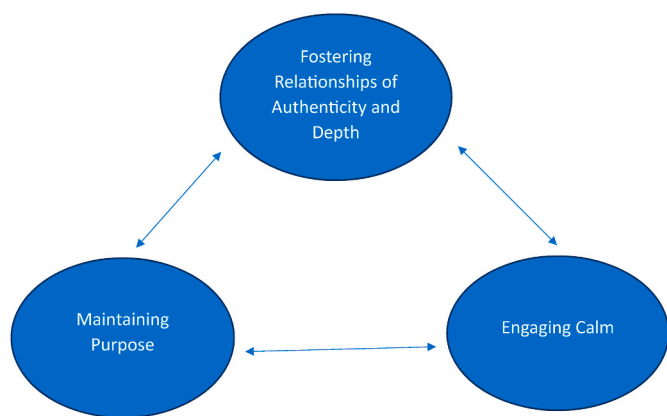 Fostering
Relationships of
Authenticity and
Depth
Maintaining
Purpose
Engaging Calm